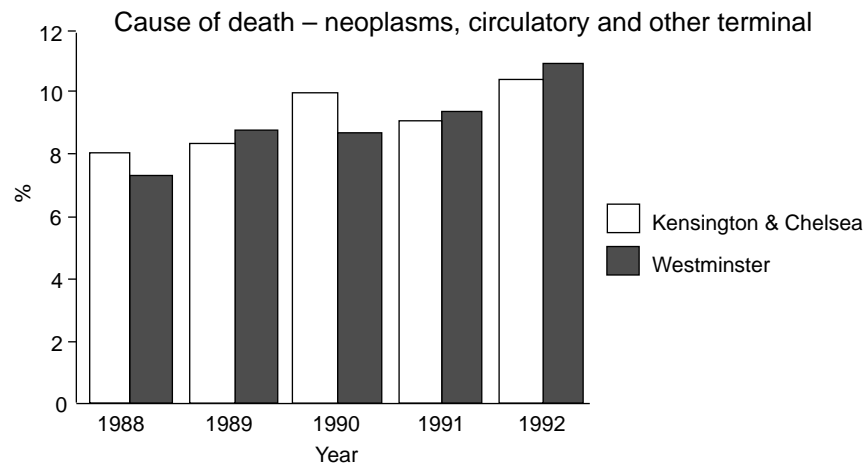 Cause of death – neoplasms, circulatory and other terminal
12
10
8
6
4
2
0
%
1988 1989 1990 1991 1992
Year
Kensington & Chelsea
Westminster